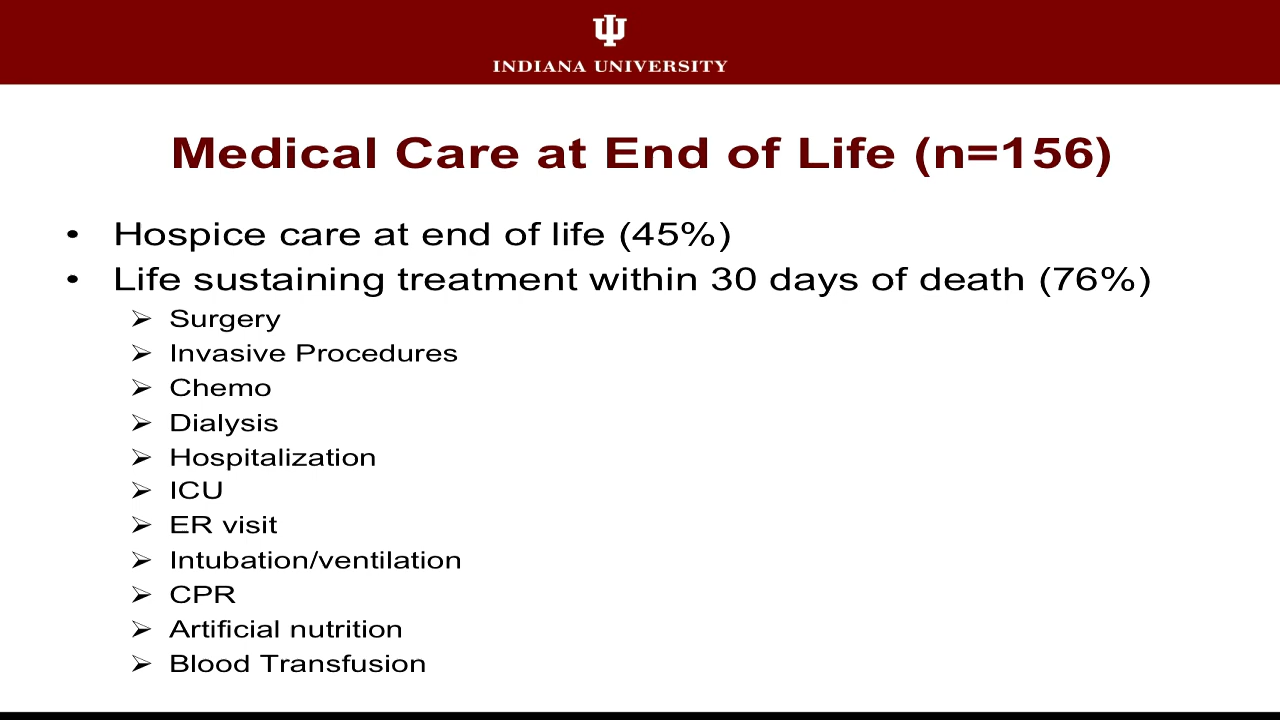 INDIANA UNIVERSITY
Medical Care at End of Life (n=156)
• Hospice care at end of life (45%)
• Life sustaining treatment within 30 days of death (76%)
➢ Surgery
➢ Invasive Procedures
➢ Chemo
➢ Dialysis
➢ Hospitalization
➢ ICU
➢ ER visit
➢ Intubation/ventilation
➢ CPR
➢ Artificial nutrition
➢ Blood Transfusion